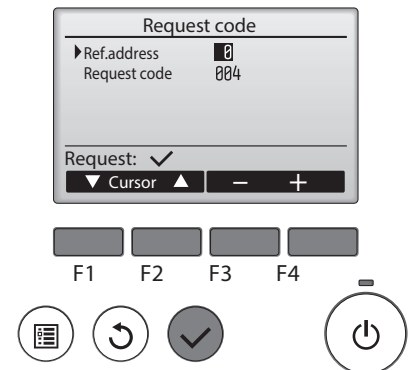 Request code
Ref.address 0
Request code 004
Request: ✓
▼ Cursor ▲ − +
F1 F2 F3 F4